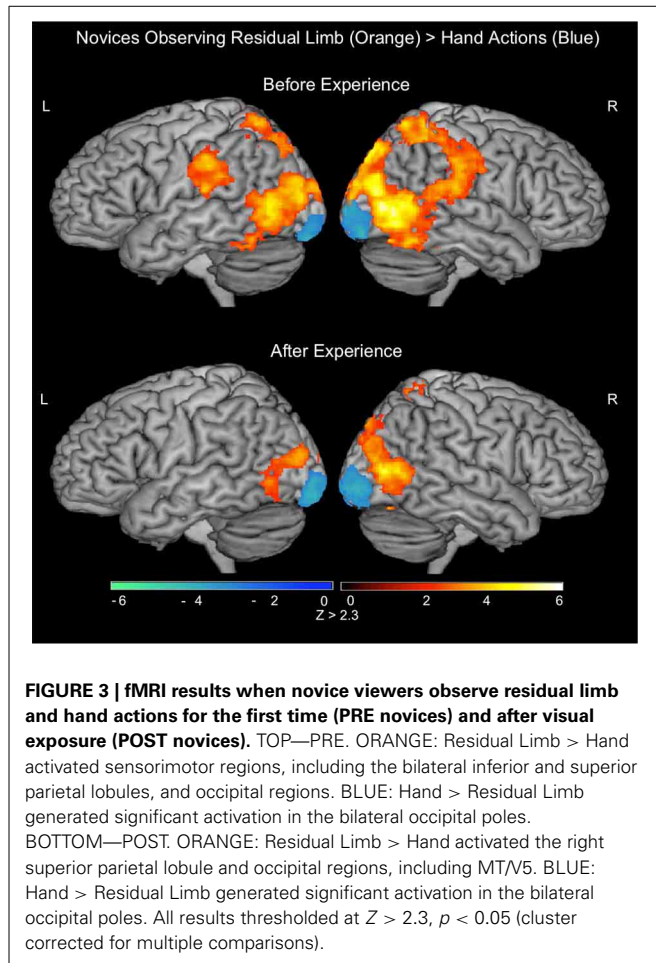 Novices Observing Residual Limb (Orange) > Hand Actions (Blue)
Before Experience
L
R
After Experience
L
R
-6 -4 -2 0 0 2 4 6
Z > 2.3
FIGURE 3 | fMRI results when novice viewers observe residual limb
and hand actions for the first time (PRE novices) and after visual
exposure (POST novices). TOP—PRE. ORANGE: Residual Limb > Hand
activated sensorimotor regions, including the bilateral inferior and superior
parietal lobules, and occipital regions. BLUE: Hand > Residual Limb
generated significant activation in the bilateral occipital poles.
BOTTOM—POST. ORANGE: Residual Limb > Hand activated the right
superior parietal lobule and occipital regions, including MT/V5. BLUE:
Hand > Residual Limb generated significant activation in the bilateral
occipital poles. All results thresholded at Z > 2.3, p < 0.05 (cluster
corrected for multiple comparisons).